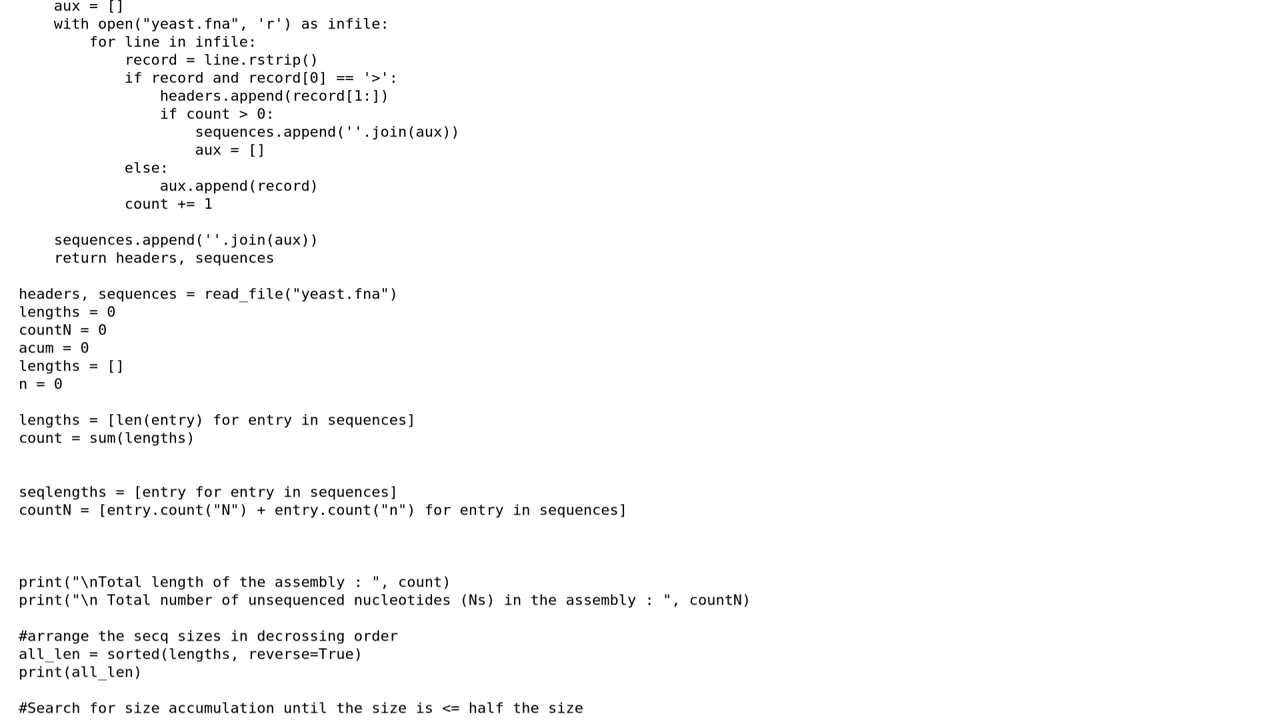 aux = []
with open("yeast.fna", 'r') as infile:
for line in infile:
record = line.rstrip()
if record and record[0] == '>':
headers.append(record[1:])
if count > 0:
sequences.append(''.join(aux))
aux = []
else:
aux.append(record)
count += 1
sequences.append(''.join(aux))
return headers, sequences
headers, sequences = read_file("yeast.fna")
lengths = 0
countN = 0
acum = 0
lengths = []
n = 0
lengths = [len(entry) for entry in sequences]
count = sum(lengths)
seqlengths = [entry for entry in sequences]
countN = [entry.count("N") + entry.count("n") for entry in sequences]
print("\nTotal length of the assembly : ", count)
print("\n Total number of unsequenced nucleotides (Ns) in the assembly : ", countN)
#arrange the secq sizes in decrossing order
all_len = sorted(lengths, reverse=True)
print(all_len)
#Search for size accumulation until the size is <= half the size